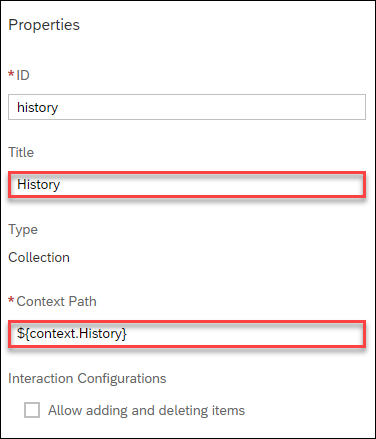 Properties
*ID
history
Title
History
Type
Collection
*Context Path
${context.History}
Interaction Configurations
Allow adding and deleting items